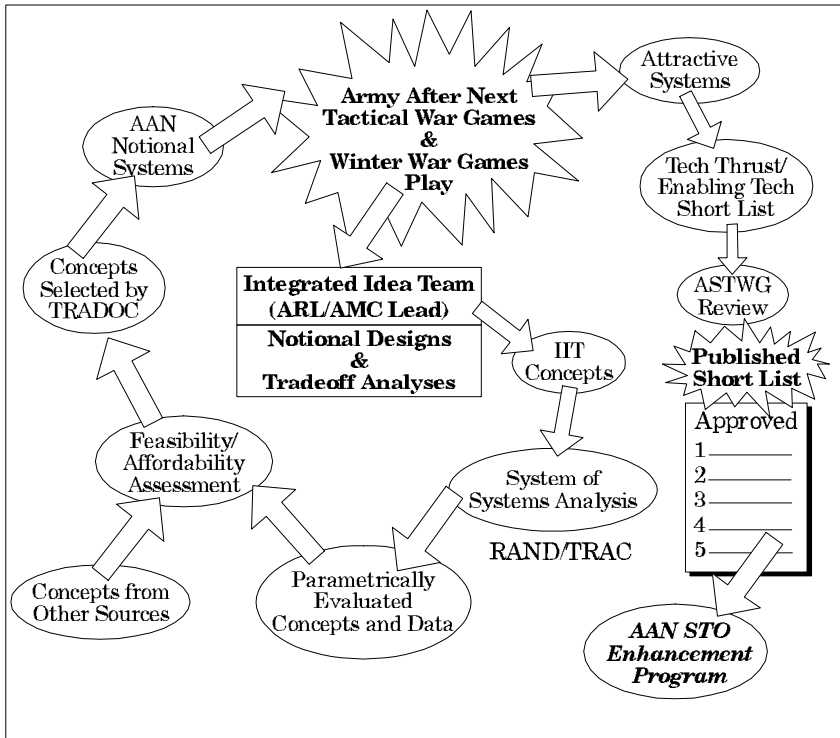 Army After Next
Tactical War Games
&
Winter War Games
Play
Attractive
Systems
Tech Thrust/
Enabling Tech
Short List
ASTWG
Review
Published
Short List
Approved
1
2
3
4
5
AAN STO
Enhancement
Program
Integrated Idea Team
(ARL/AMC Lead)
Notional Designs
&
Tradeoff Analyses
IIT
Concepts
System of
Systems Analysis
RAND/TRAC
Parametrically
Evaluated
Concepts and Data
Concepts from
Other Sources
Feasibility/
Affordability
Assessment
Concepts
Selected by
TRADOC
AAN
Notional
Systems